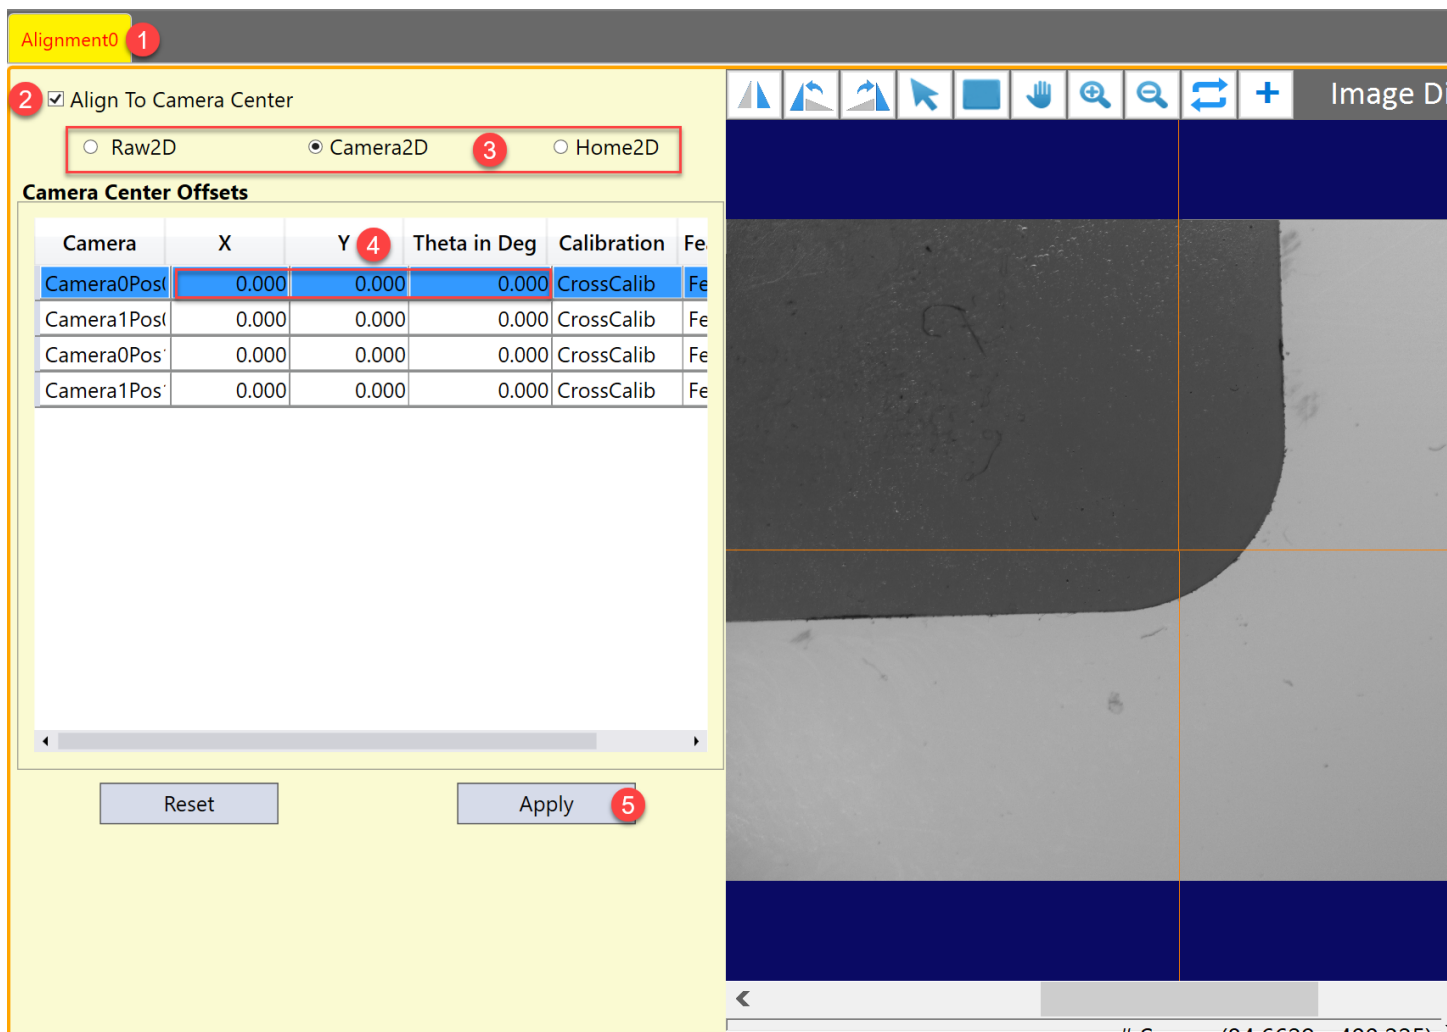 Alignment0 1
2 Align To Camera Center
Raw2D Camera2D 3 Home2D
Camera Center Offsets
Camera X Y 4 Theta in Deg Calibration Fe
Camera0Pos 0.000 0.000 0.000 CrossCalib Fe
Camera1Pos 0.000 0.000 0.000 CrossCalib Fe
Camera0Pos 0.000 0.000 0.000 CrossCalib Fe
Camera1Pos 0.000 0.000 0.000 CrossCalib Fe
Reset Apply 5
Image Di